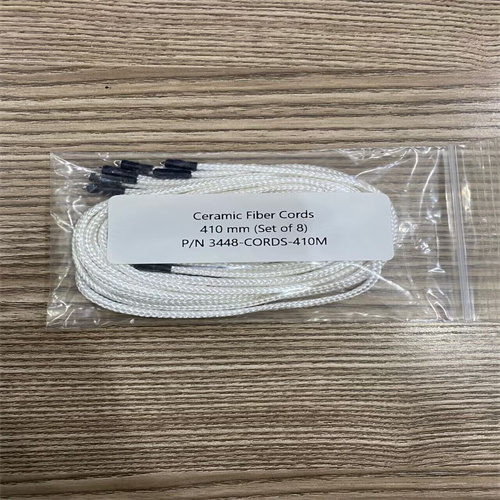 Ceramic Fiber Cords
410 mm (Set of 8)
P/N 3448-CORDS-410M